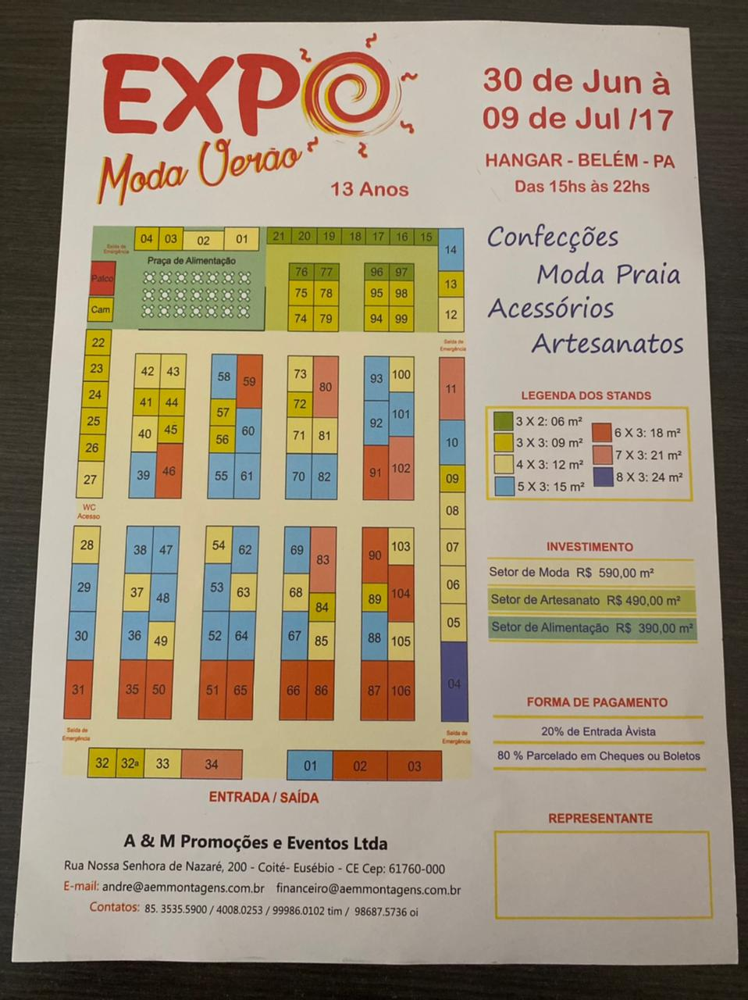 EXPO
Moda Verão
13 Anos
30 de Jun à
09 de Jul /17
HANGAR - BELÉM - PA
Das 15hs às 22hs
Confecções
Moda Praia
Acessórios
Artesanatos
04 03 02 01
21 20 19 18 17 16 15
14
Saída de
Emergência
Praça de Alimentação
Palco
Cam
76 77
75 78
74 79
96 97
95 98
94 99
13
12
Saída de
Emergência
22
23
24
25
26
27
42 43
41 44
40 45
39 46
58 59
57 60
56
55 61
73 80
72
71 81
70 82
93 100
92 101
91 102
11
10
09
08
07
06
05
04
WC
Acesso
28
29
30
31
38 47
37 48
36 49
35 50
54 62
53 63
52 64
51 65
69 83
68 84
67 85
66 86
90 103
89 104
88 105
87 106
Saída de
Emergência
Saída de
Emergência
32 32ª 33 34
01 02 03
ENTRADA / SAÍDA
LEGENDA DOS STANDS
3 X 2: 06 m²
3 X 3: 09 m²
4 X 3: 12 m²
5 X 3: 15 m²
6 X 3: 18 m²
7 X 3: 21 m²
8 X 3: 24 m²
INVESTIMENTO
Setor de Moda R$ 590,00 m²
Setor de Artesanato R$ 490,00 m²
Setor de Alimentação R$ 390,00 m²
FORMA DE PAGAMENTO
20% de Entrada Àvista
80 % Parcelado em Cheques ou Boletos
REPRESENTANTE
A & M Promoções e Eventos Ltda
Rua Nossa Senhora de Nazaré, 200 - Coité- Eusébio - CE Cep: 61760-000
E-mail: andre@aemmontagens.com.br financeiro@aemmontagens.com.br
Contatos: 85. 3535.5900 / 4008.0253 / 99986.0102 tim / 98687.5736 oi